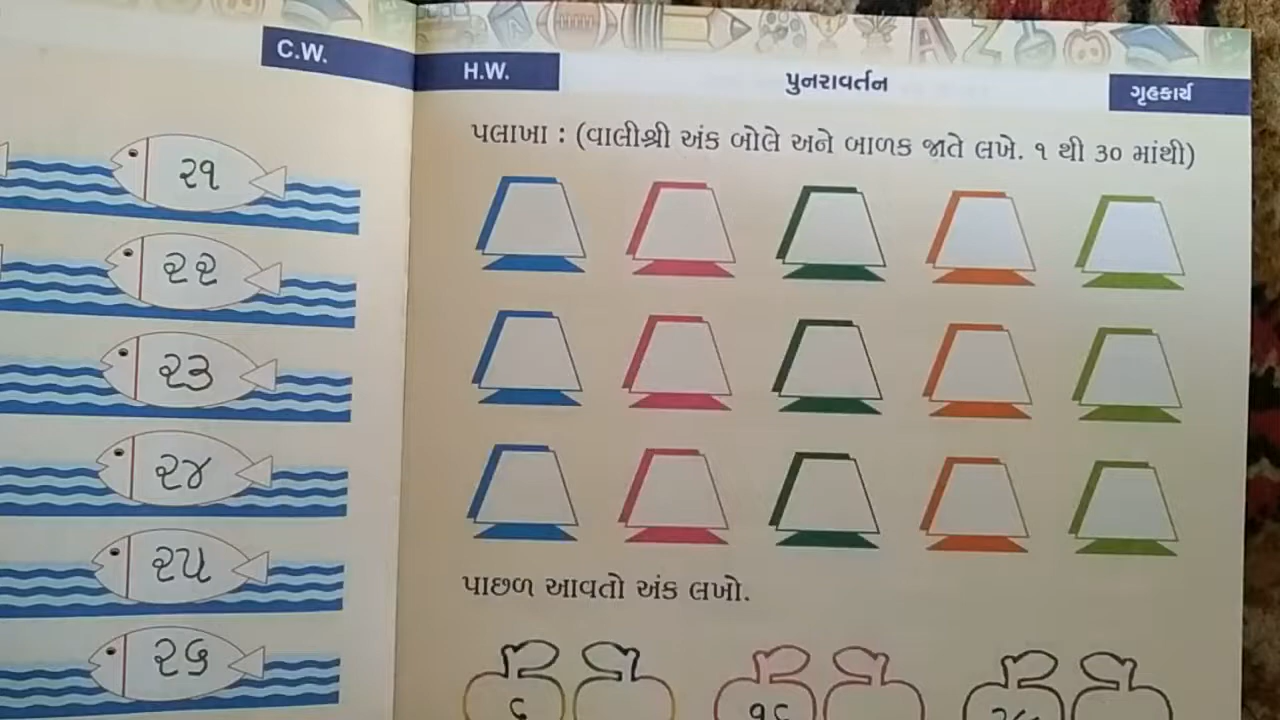 C.W.
૨૧
૨૨
૨૩
૨૪
૨૫
૨૬
H.W.
પુનરાવર્તન
ગૃહકાર્ય
પલાખા : (વાલીશ્રી અંક બોલે અને બાળક જાતે લખે. ૧ થી ૩૦ માંથી)
પાછળ આવતો અંક લખો.